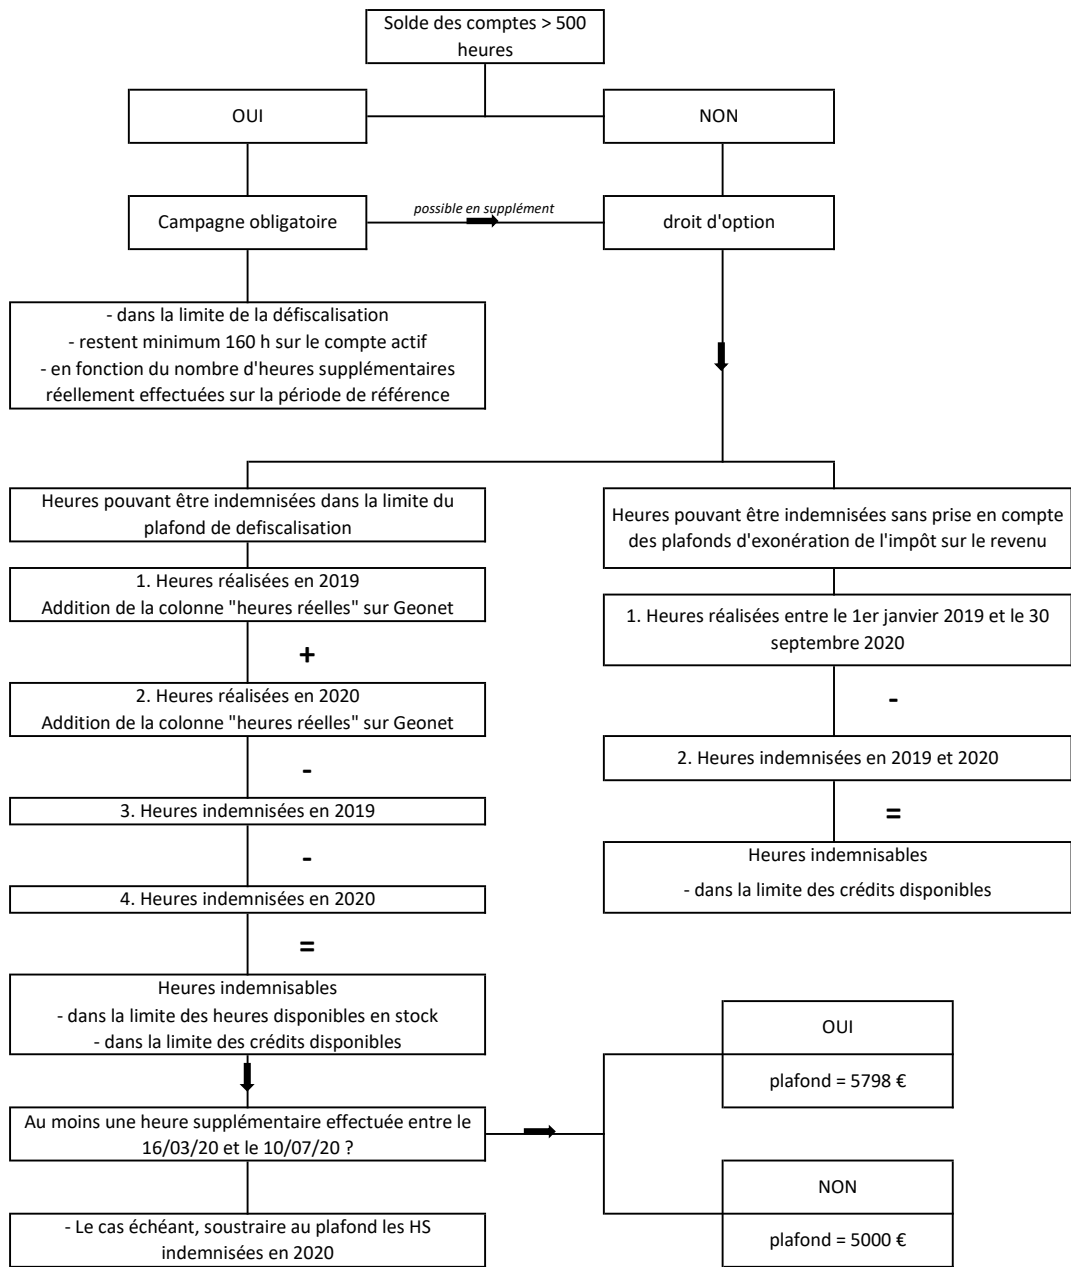 Solde des comptes > 500
heures
OUI
NON
Campagne obligatoire
possible en supplément
droit d'option
- dans la limite de la défiscalisation
- restent minimum 160 h sur le compte actif
- en fonction du nombre d'heures supplémentaires
réellement effectuées sur la période de référence
Heures pouvant être indemnisées dans la limite du
plafond de defiscalisation
1. Heures réalisées en 2019
Addition de la colonne "heures réelles" sur Geonet
+
2. Heures réalisées en 2020
Addition de la colonne "heures réelles" sur Geonet
-
3. Heures indemnisées en 2019
-
4. Heures indemnisées en 2020
=
Heures indemnisables
- dans la limite des heures disponibles en stock
- dans la limite des crédits disponibles
Heures pouvant être indemnisées sans prise en compte
des plafonds d'exonération de l'impôt sur le revenu
1. Heures réalisées entre le 1er janvier 2019 et le 30
septembre 2020
-
2. Heures indemnisées en 2019 et 2020
=
Heures indemnisables
- dans la limite des crédits disponibles
Au moins une heure supplémentaire effectuée entre le
16/03/20 et le 10/07/20 ?
OUI
plafond = 5798 €
NON
plafond = 5000 €
- Le cas échéant, soustraire au plafond les HS
indemnisées en 2020